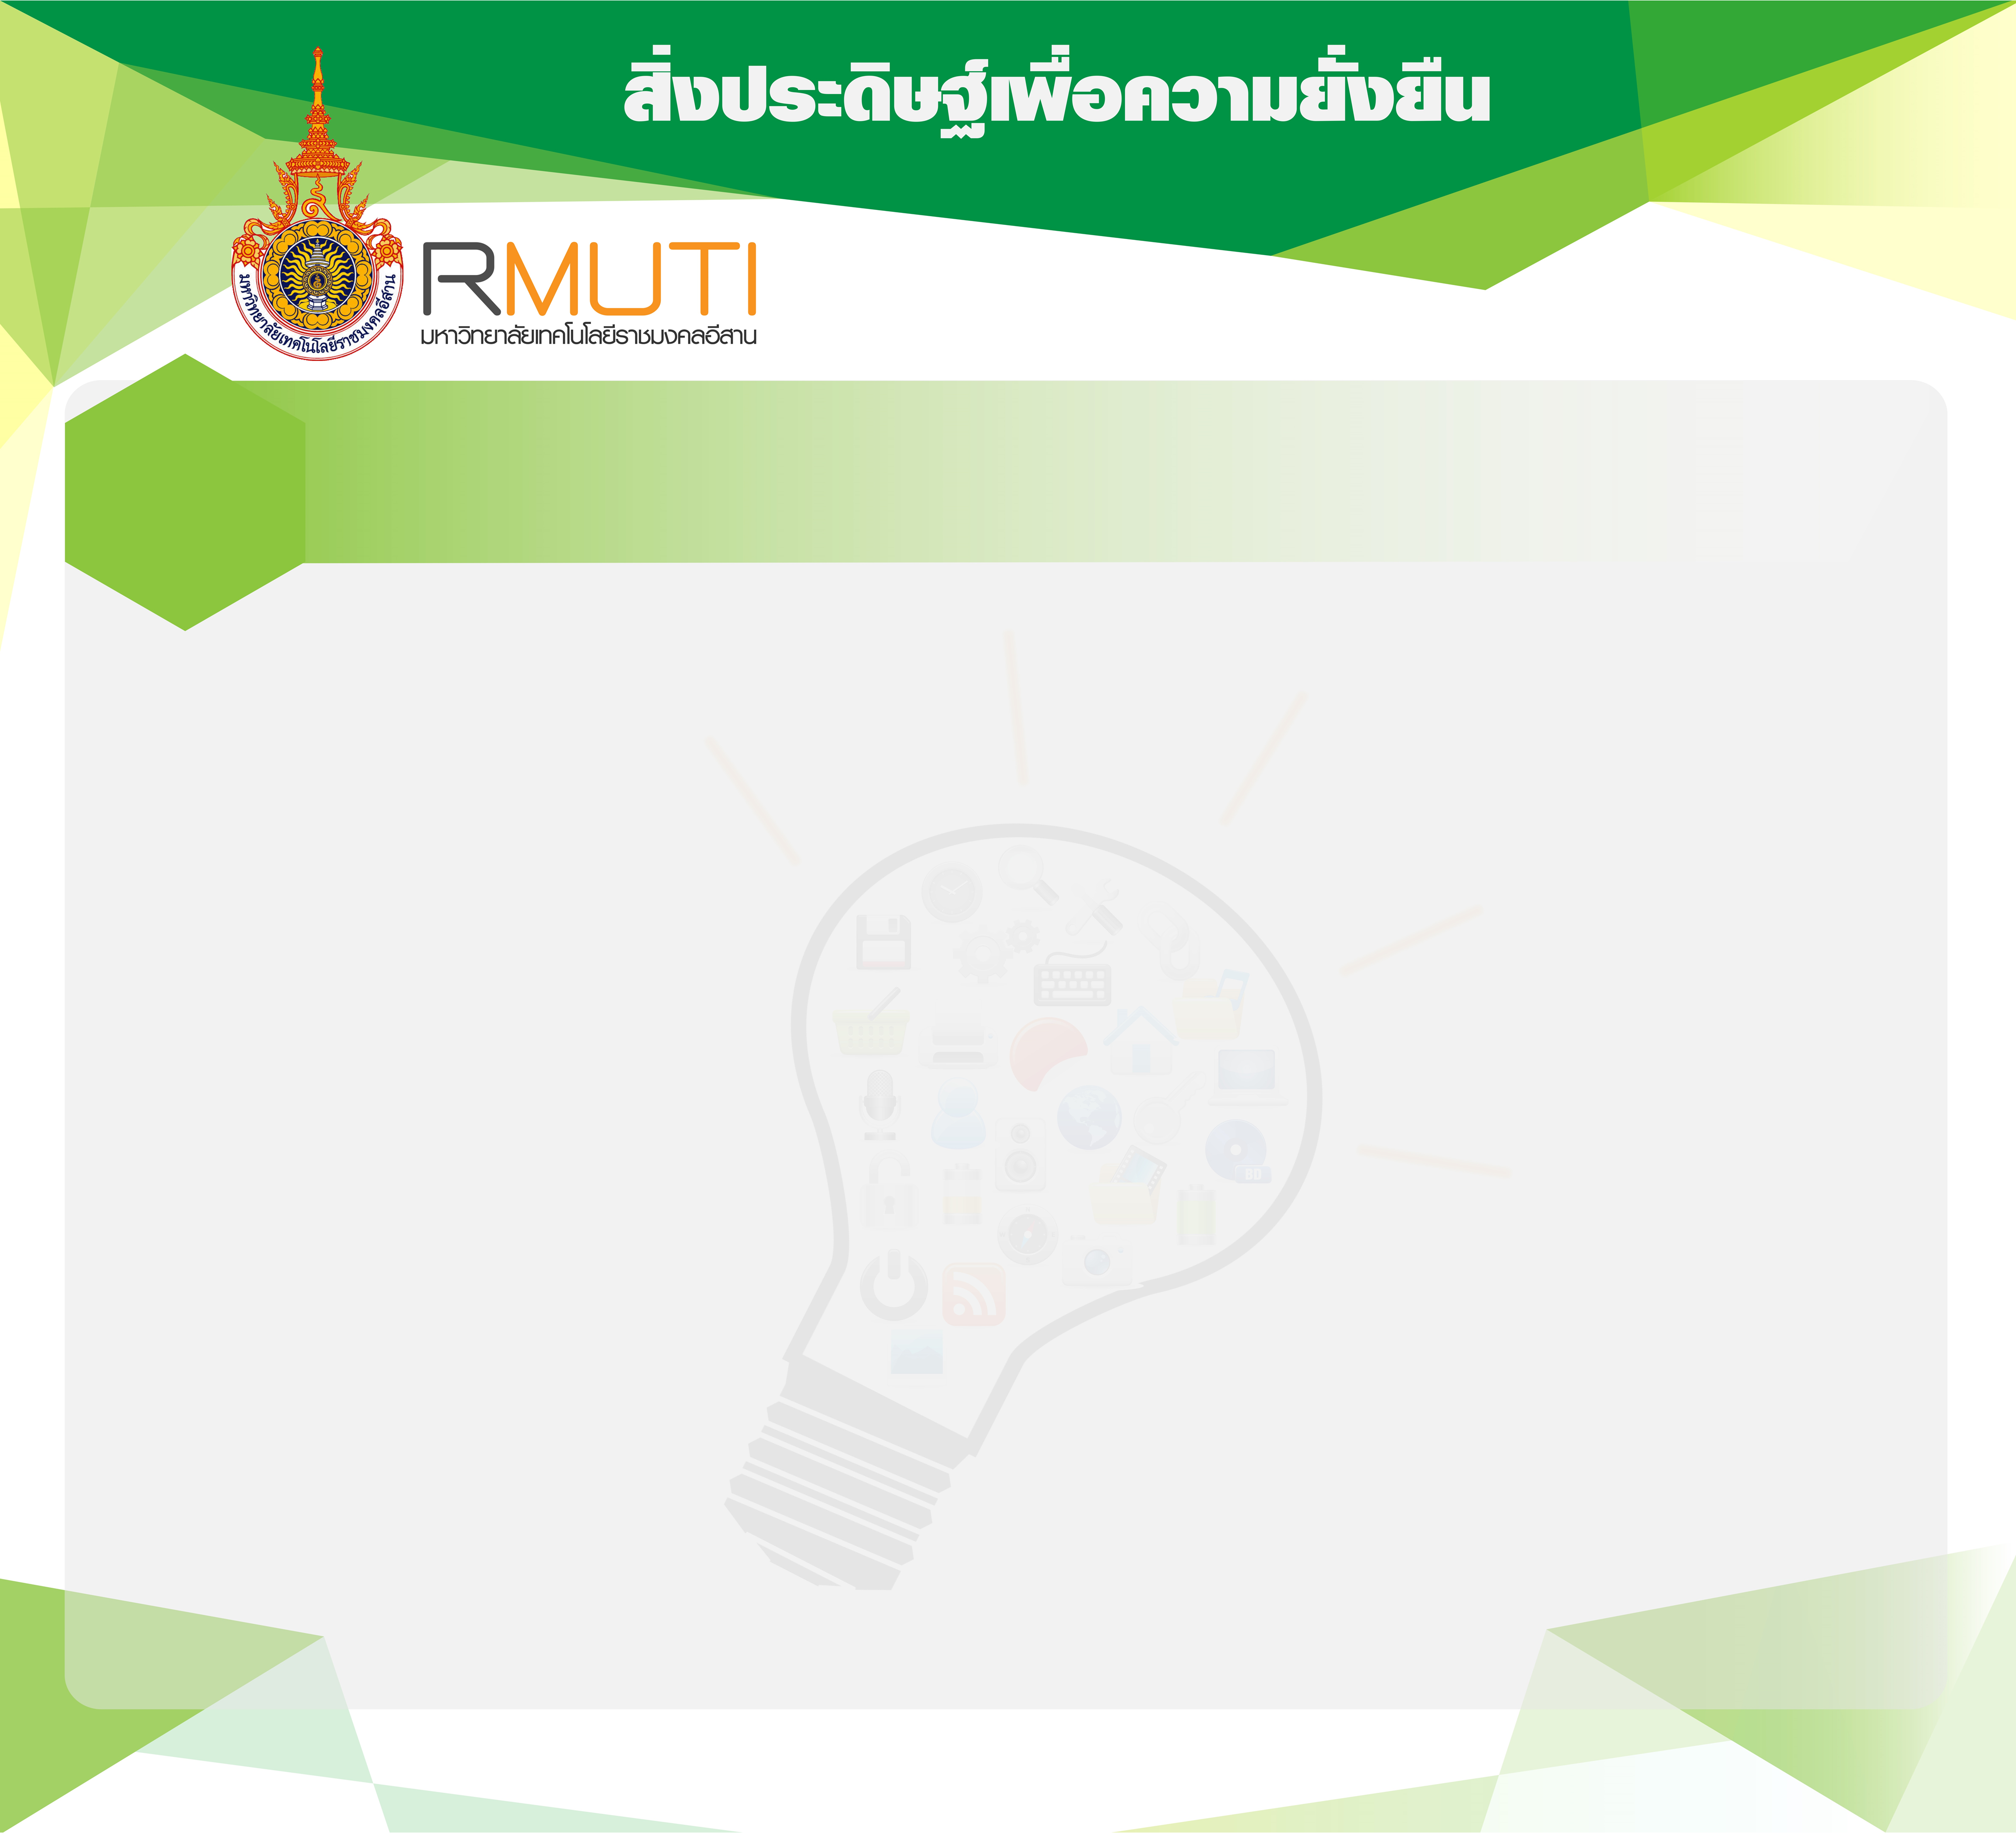 สิ่งประดิษฐ์เพื่อความยั่งยืน
RMUTI
มหาวิทยาลัยเทคโนโลยีราชมงคลอีสาน
มหาวิทยาลัยเทคโนโลยีราชมงคลอีสาน
BD